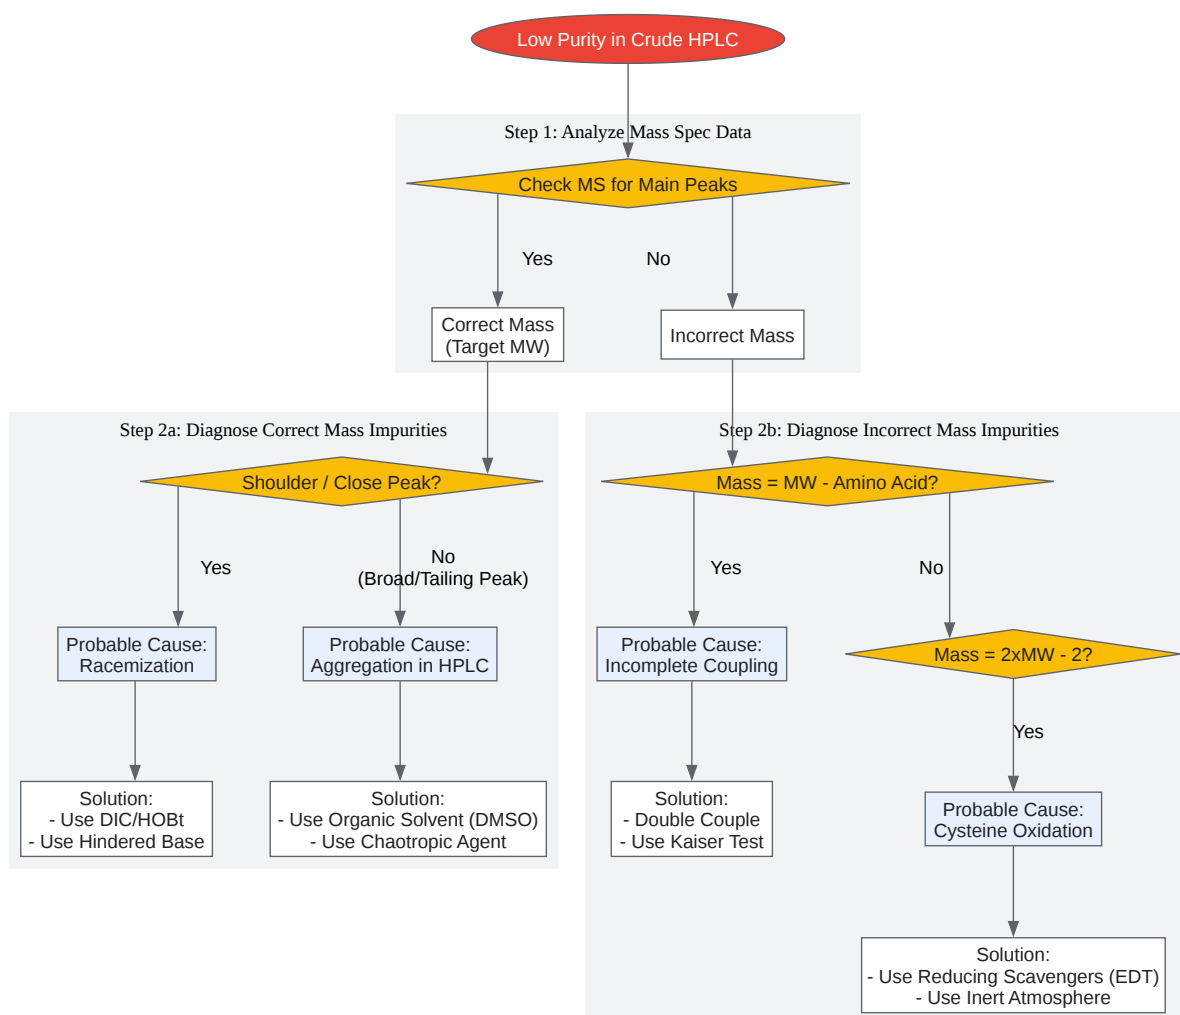 Low Purity in Crude HPLC
Step 1: Analyze Mass Spec Data
Check MS for Main Peaks
Yes
No
Correct Mass
(Target MW)
Incorrect Mass
Step 2a: Diagnose Correct Mass Impurities
Shoulder / Close Peak?
Yes
No
(Broad/Tailing Peak)
Probable Cause:
Racemization
Probable Cause:
Aggregation in HPLC
Solution:
- Use DIC/HOBt
- Use Hindered Base
Solution:
- Use Organic Solvent (DMSO)
- Use Chaotropic Agent
Step 2b: Diagnose Incorrect Mass Impurities
Mass = MW - Amino Acid?
Yes
No
Probable Cause:
Incomplete Coupling
Mass = 2xMW - 2?
Yes
Solution:
- Double Couple
- Use Kaiser Test
Probable Cause:
Cysteine Oxidation
Solution:
- Use Reducing Scavengers (EDT)
- Use Inert Atmosphere